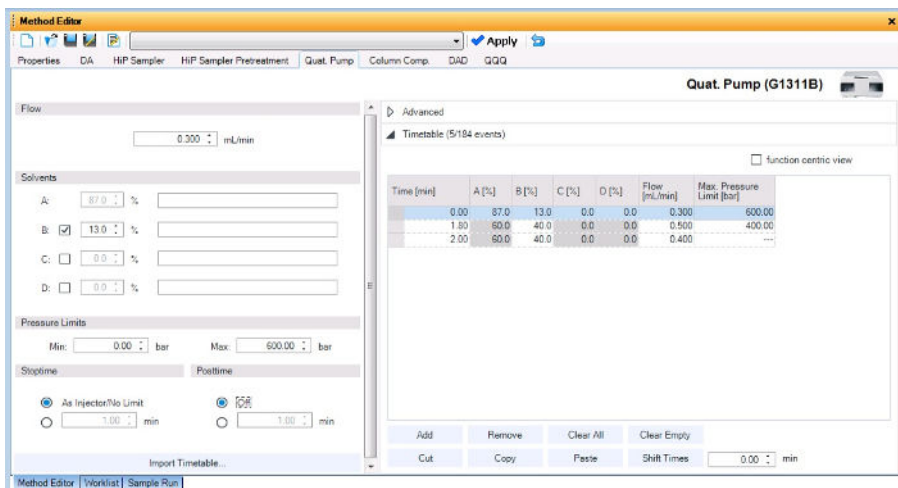 Method Editor
Apply
Properties DA HiP Sampler HiP Sampler Pretreatment Quat. Pump Column Comp. DAD QQQ
Quat. Pump (G1311B)
Flow
0.300 mL/min
Solvents
A: 87.0 %
B: 13.0 %
C: 0.0 %
D: 0.0 %
Pressure Limits
Min: 0.00 bar Max: 600.00 bar
Stoptime Posttime
As Injector/No Limit Off
1.00 min 1.00 min
Import Timetable...
Advanced
Timetable (5/184 events)
function centric view
Time [min] A [%] B [%] C [%] D [%] Flow [mL/min] Max. Pressure Limit [bar]
0.00 87.0 13.0 0.0 0.0 0.300 600.00
1.80 60.0 40.0 0.0 0.0 0.500 400.00
2.00 60.0 40.0 0.0 0.0 0.400 ---
Add Remove Clear All Clear Empty
Cut Copy Paste Shift Times 0.00 min
Method Editor Worklist Sample Run